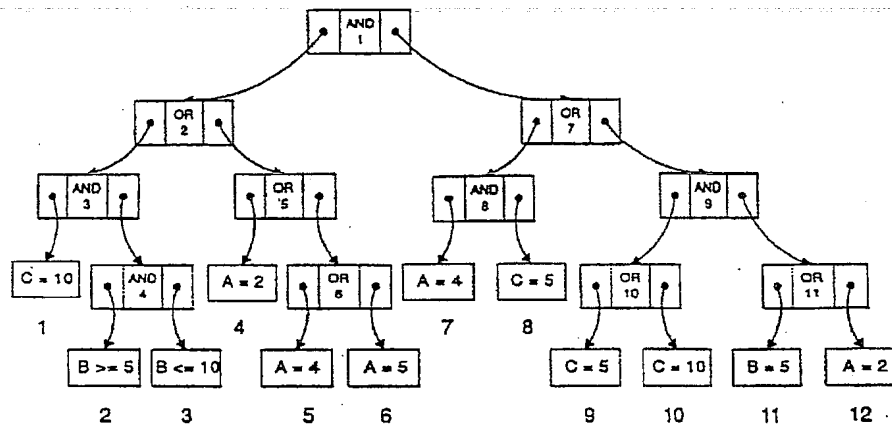 AND
1
OR
2
OR
7
AND
3
OR
5
AND
8
AND
9
C = 10
AND
4
A = 2
OR
6
A = 4
C = 5
OR
10
OR
11
1
4
7
8
B >= 5
B <= 10
A = 4
A = 5
C = 5
C = 10
B = 5
A = 2
2
3
5
6
9
10
11
12